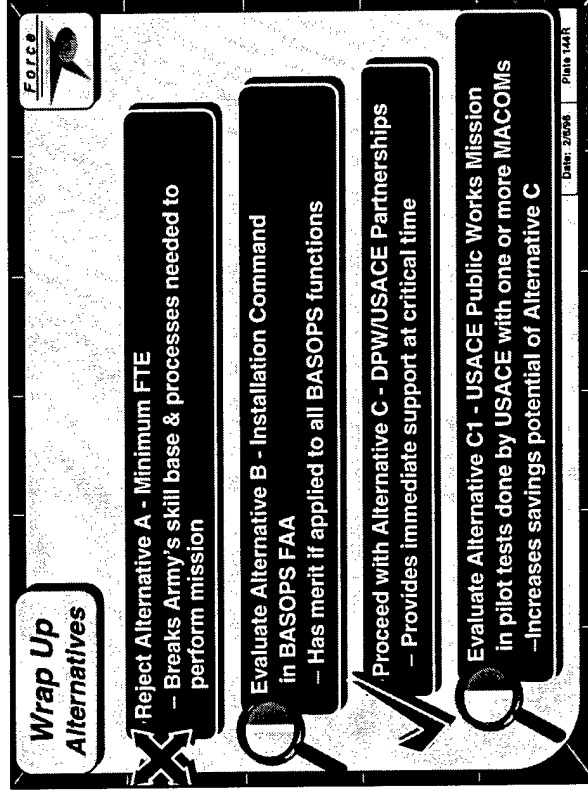 Wrap Up
Alternatives
Force
Reject Alternative A - Minimum FTE
– Breaks Army's skill base & processes needed to
perform mission
Evaluate Alternative B - Installation Command
in BASOPS FAA
– Has merit if applied to all BASOPS functions
Proceed with Alternative C - DPW/USACE Partnerships
– Provides immediate support at critical time
Evaluate Alternative C1 - USACE Public Works Mission
in pilot tests done by USACE with one or more MACOMs
–Increases savings potential of Alternative C
Date: 2/5/96 Plate 144R